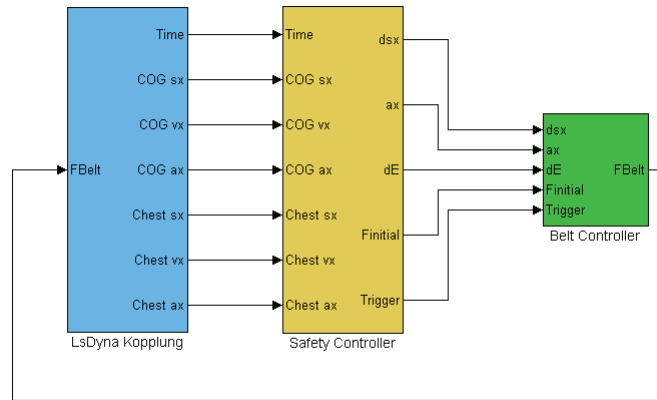 FBelt
Time
COG sx
COG vx
COG ax
Chest sx
Chest vx
Chest ax
LsDyna Kopplung
Time
COG sx
COG vx
COG ax
Chest sx
Chest vx
Chest ax
dsx
ax
dE
Finitial
Trigger
Safety Controller
dsx
ax
dE
Finitial
Trigger
FBelt
Belt Controller